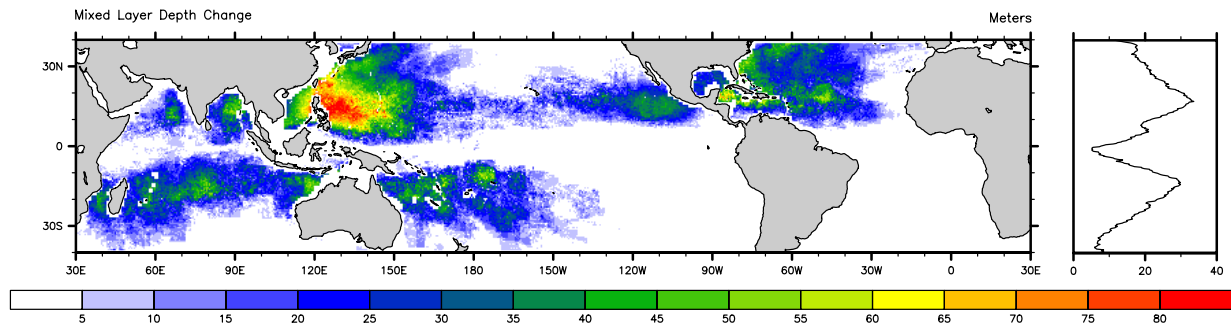 Mixed Layer Depth Change Meters
30N
0
30S
30E 60E 90E 120E 150E 180 150W 120W 90W 60W 30W 0 30E 0 20 40
5 10 15 20 25 30 35 40 45 50 55 60 65 70 75 80